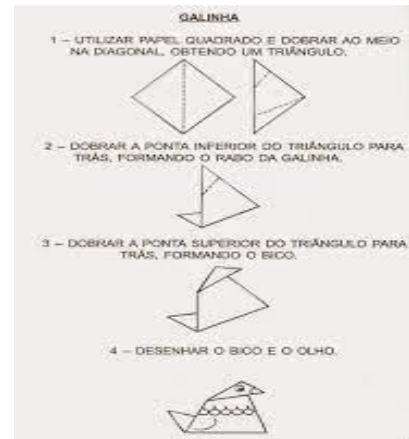 GALINHA
1 – UTILIZAR PAPEL QUADRADO E DOBRAR AO MEIO
NA DIAGONAL, OBTENDO UM TRIÂNGULO.
2 – DOBRAR A PONTA INFERIOR DO TRIÂNGULO PARA
TRÁS, FORMANDO O RABO DA GALINHA.
3 – DOBRAR A PONTA SUPERIOR DO TRIÂNGULO PARA
TRÁS, FORMANDO O BICO.
4 – DESENHAR O BICO E O OLHO.